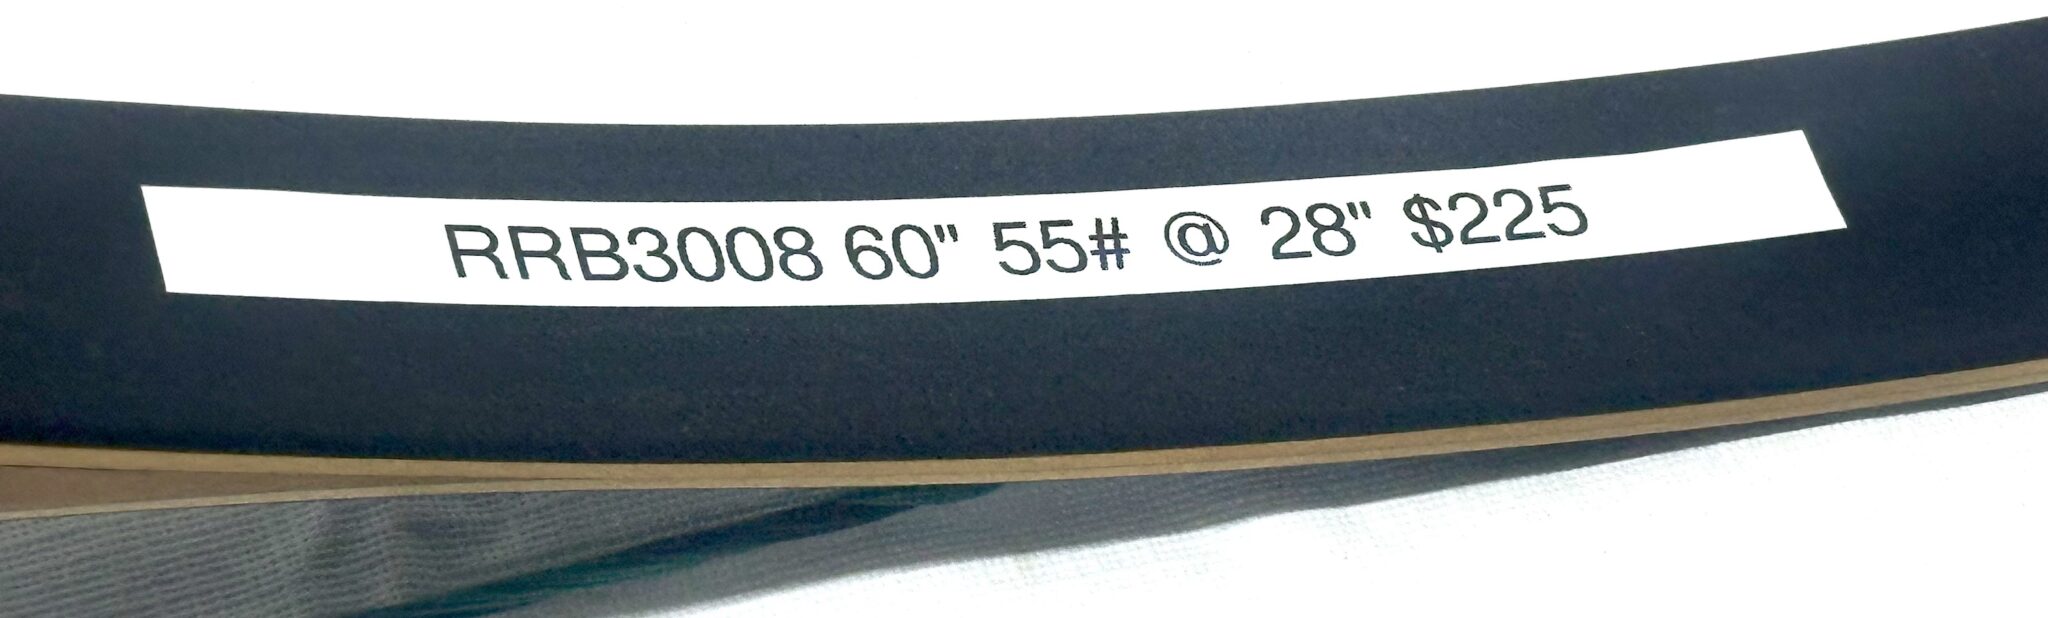 RRB3008 60" 55# @ 28" $225